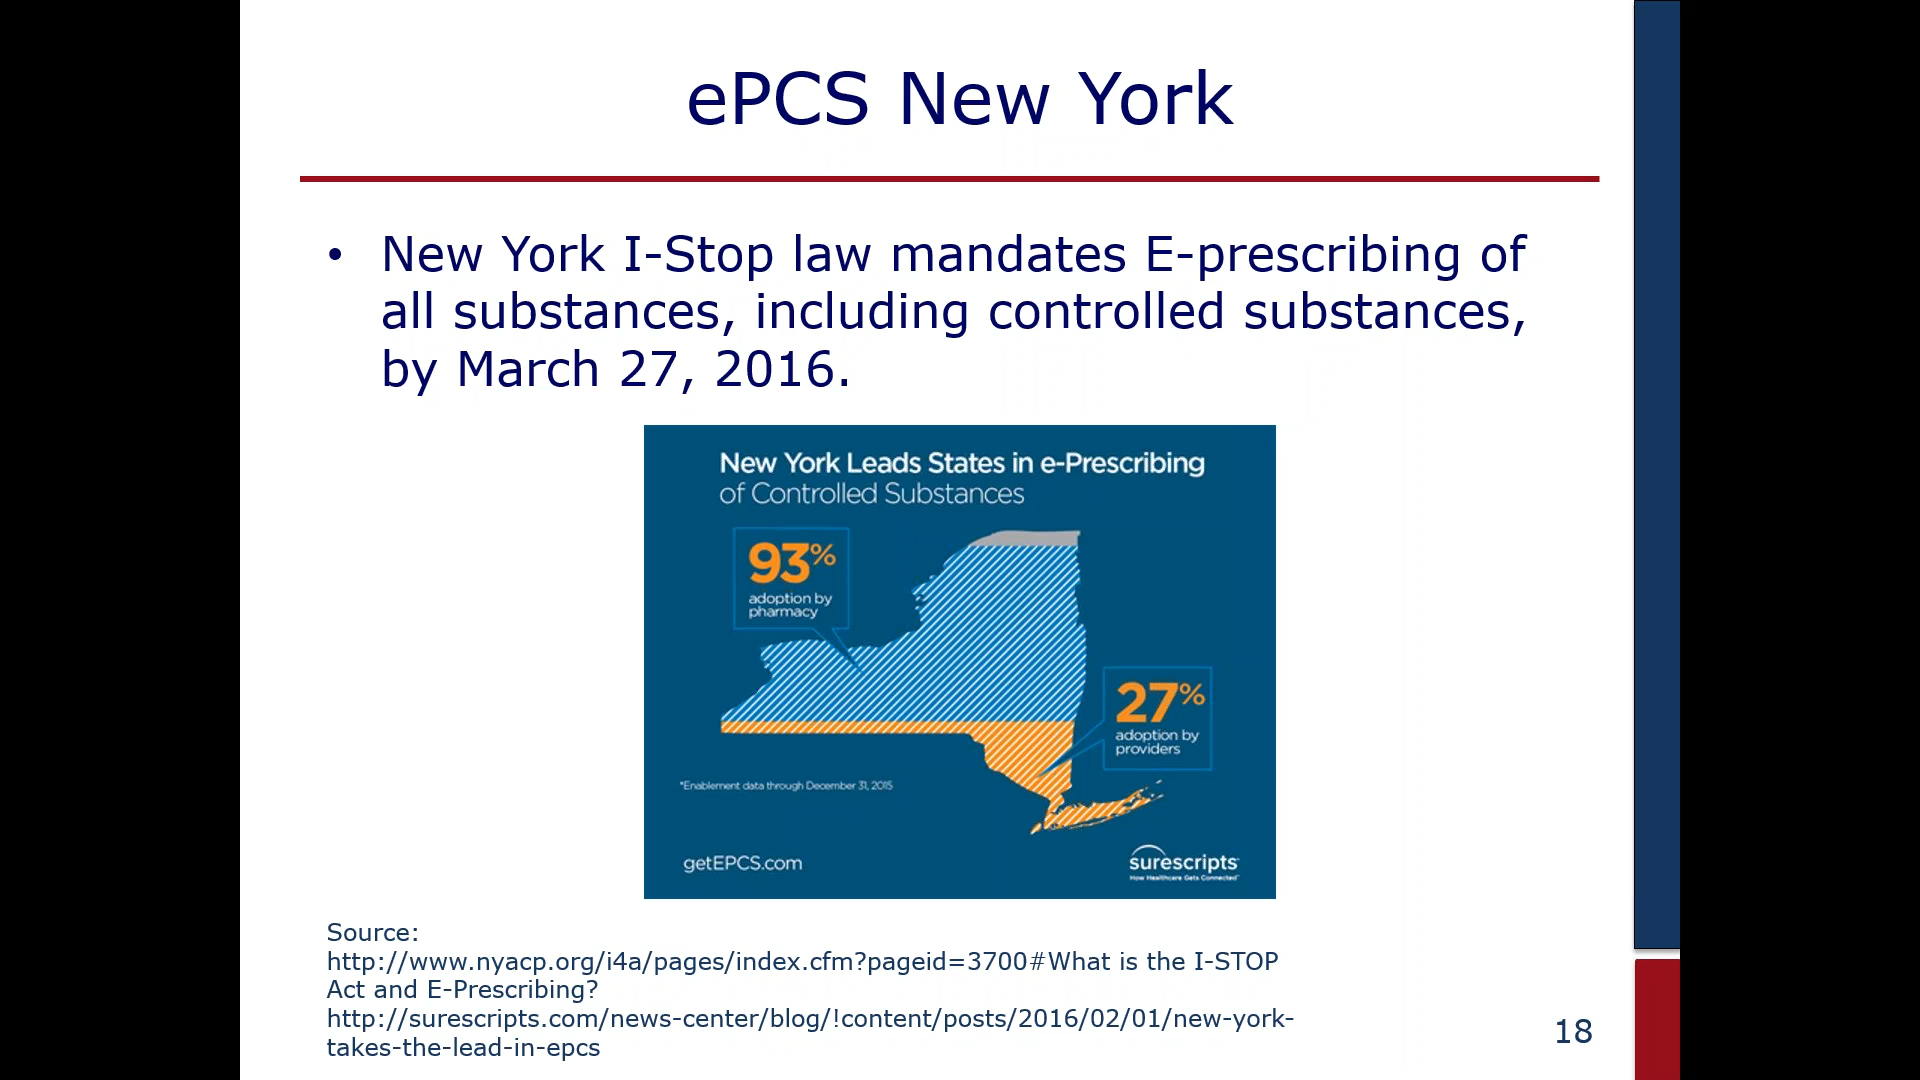 ePCS New York
• New York I-Stop law mandates E-prescribing of
all substances, including controlled substances,
by March 27, 2016.
New York Leads States in e-Prescribing
of Controlled Substances
93%
adoption by
pharmacy
27%
adoption by
providers
*Enablement data through December 31, 2015
getEPCS.com
surescripts
How Healthcare Gets Connected™
Source:
http://www.nyacp.org/i4a/pages/index.cfm?pageid=3700#What is the I-STOP
Act and E-Prescribing?
http://surescripts.com/news-center/blog/!content/posts/2016/02/01/new-york-
takes-the-lead-in-epcs
18